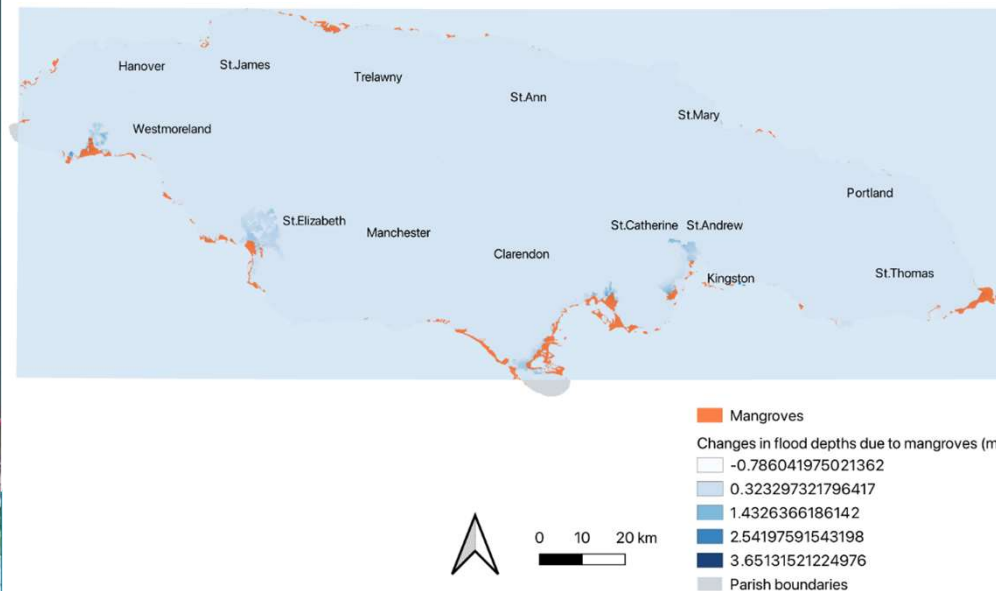 Hanover
St.James
Trelawny
St.Ann
St.Mary
Westmoreland
Portland
St.Elizabeth
Manchester
St.Catherine St.Andrew
Clarendon
Kingston
St.Thomas
Mangroves
Changes in flood depths due to mangroves (m
-0.786041975021362
0.323297321796417
1.4326366186142
2.54197591543198
3.65131521224976
Parish boundaries
0 10 20 km